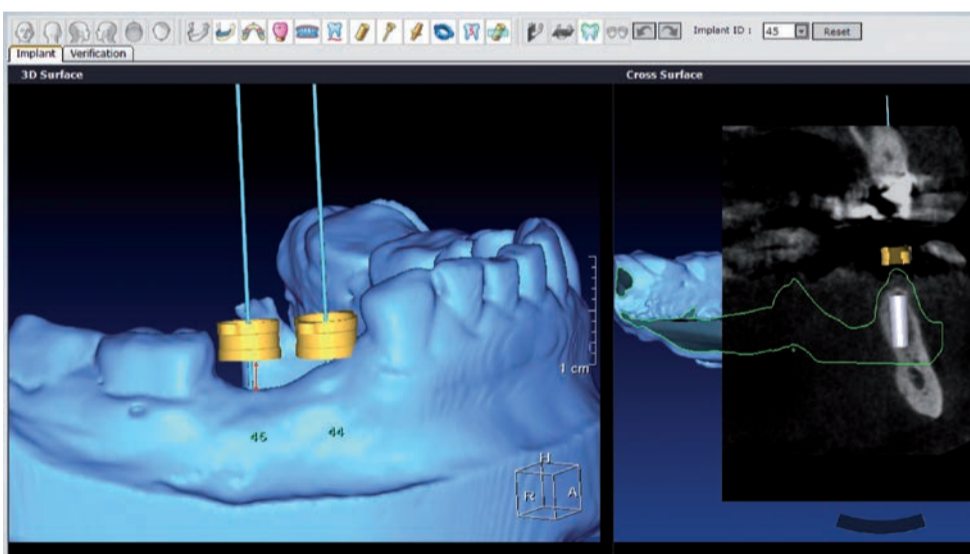 Implant ID : 45 Reset
Implant Verification
3D Surface
Cross Surface
1 cm
45
44
H
R A